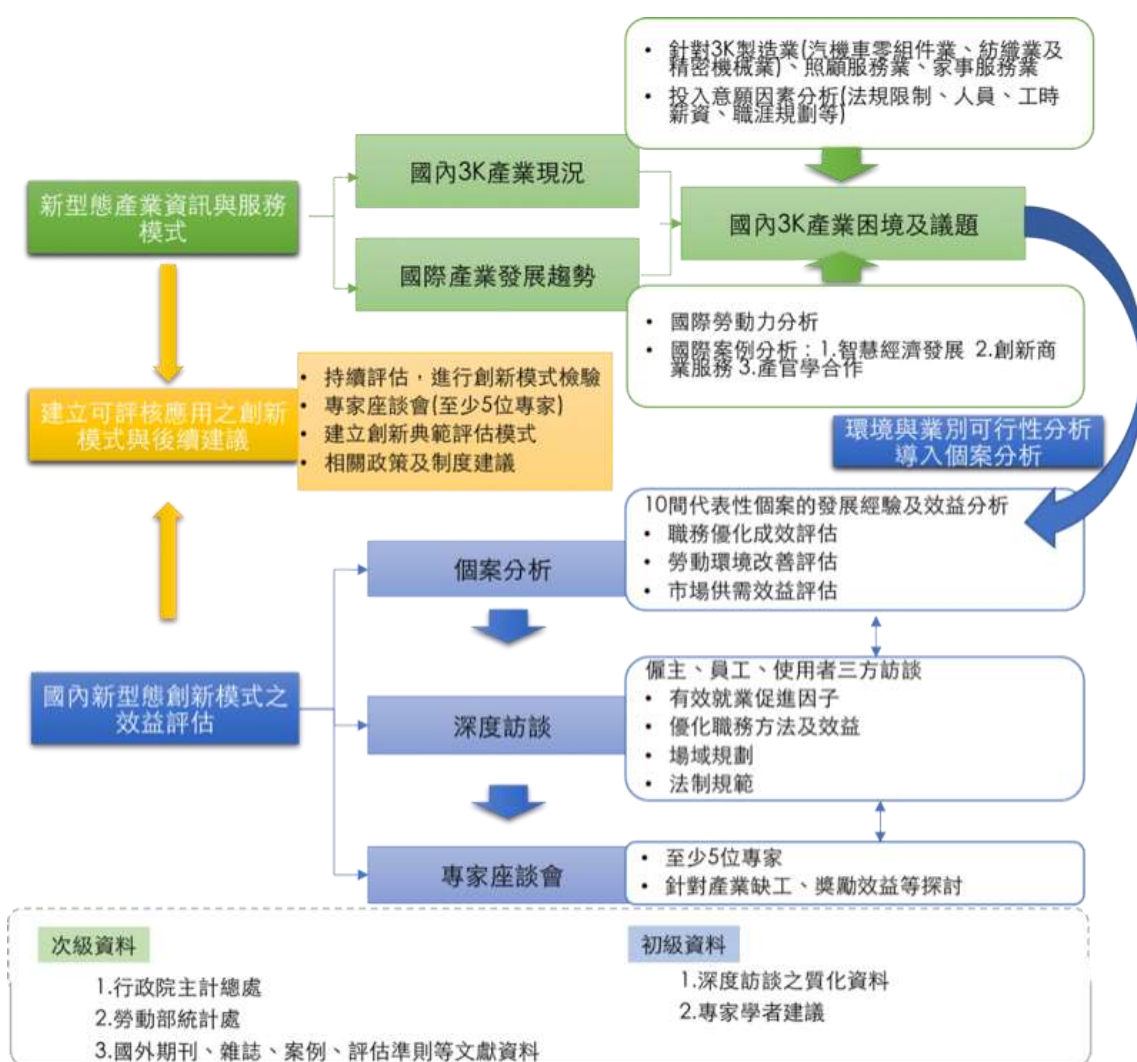 • 針對3K製造業(汽機車零組件業、紡織業及
精密機械業)、照顧服務業、家事服務業
• 投入意願因素分析(法規限制、人員、工時
薪資、職涯規劃等)
新型態產業資訊與服務
模式
國內3K產業現況
國際產業發展趨勢
國內3K產業困境及議題
• 國際勞動力分析
• 國際案例分析：1.智慧經濟發展 2.創新商
業服務 3.產官學合作
建立可評核應用之創新
模式與後續建議
• 持續評估，進行創新模式檢驗
• 專家座談會(至少5位專家)
• 建立創新典範評估模式
• 相關政策及制度建議
環境與業別可行性分析
導入個案分析
國內新型態創新模式之
效益評估
個案分析
10間代表性個案的發展經驗及效益分析
• 職務優化成效評估
• 勞動環境改善評估
• 市場供需效益評估
深度訪談
僱主、員工、使用者三方訪談
• 有效就業促進因子
• 優化職務方法及效益
• 場域規劃
• 法制規範
專家座談會
• 至少5位專家
• 針對產業缺工、獎勵效益等探討
次級資料
1.行政院主計總處
2.勞動部統計處
3.國外期刊、雜誌、案例、評估準則等文獻資料
初級資料
1.深度訪談之質化資料
2.專家學者建議